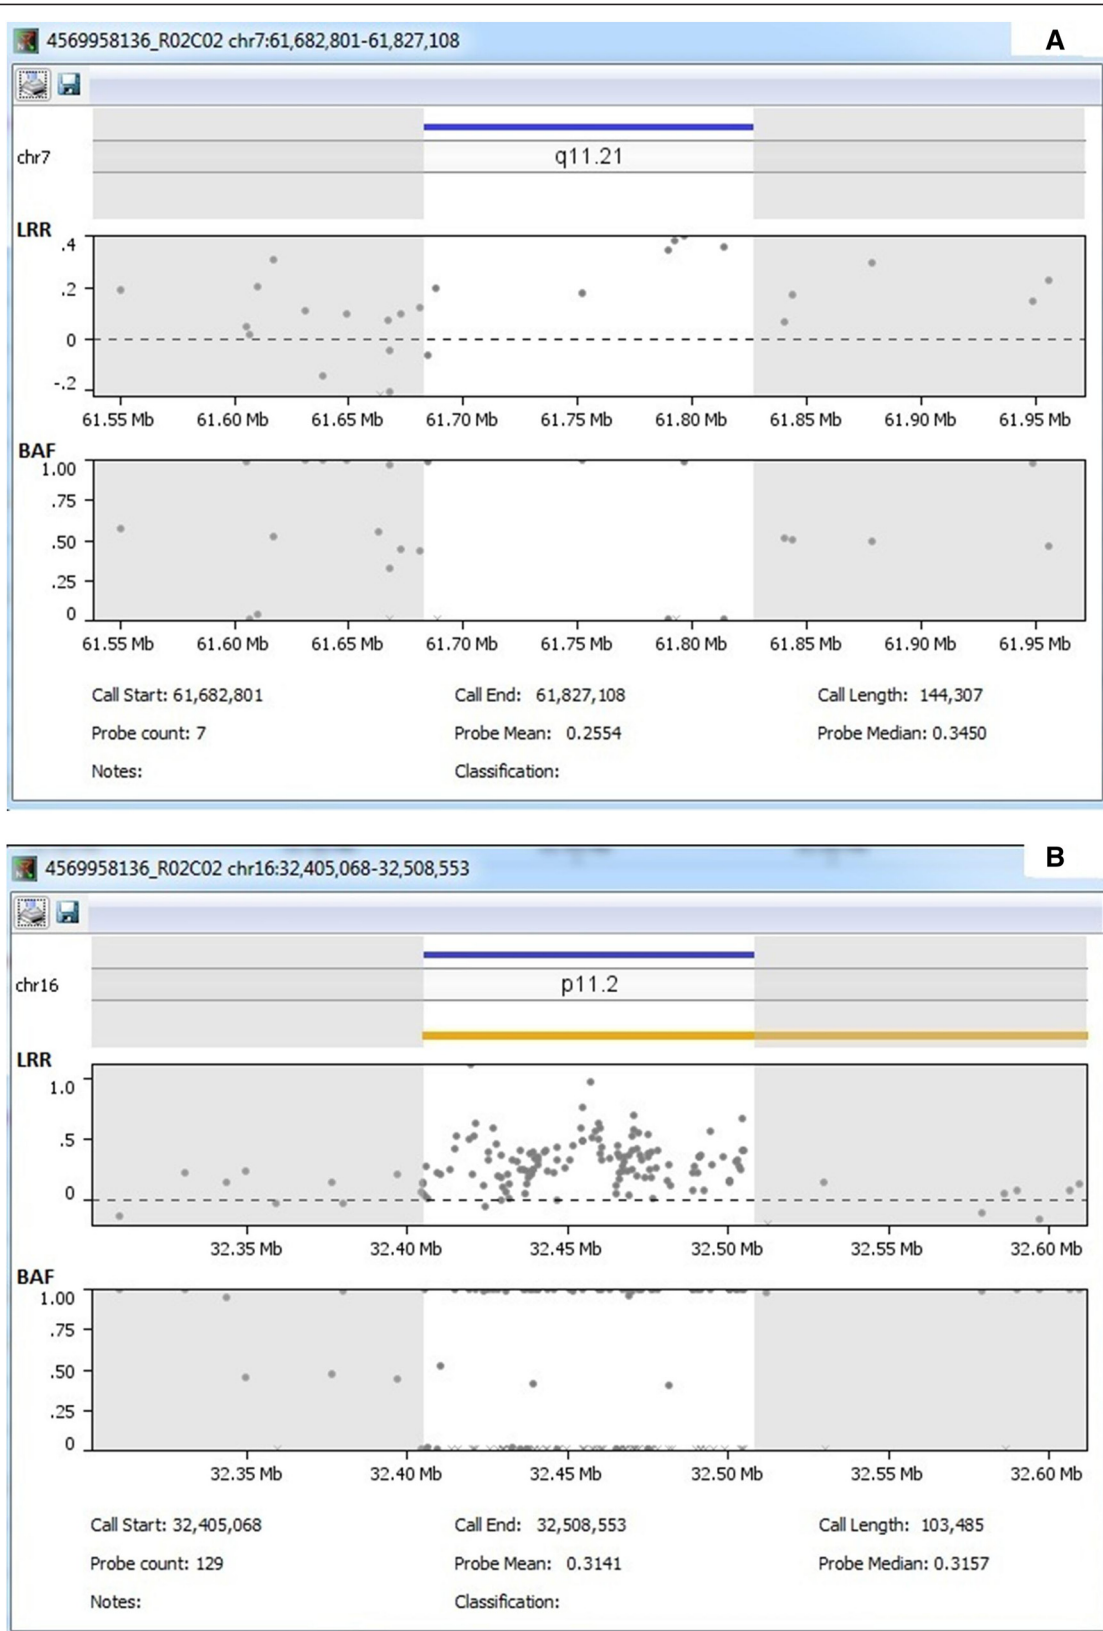 4569958136_R02C02 chr7:61,682,801-61,827,108
A
chr7
q11.21
LRR
.4
.2
0
-.2
61.55 Mb 61.60 Mb 61.65 Mb 61.70 Mb 61.75 Mb 61.80 Mb 61.85 Mb 61.90 Mb 61.95 Mb
BAF
1.00
.75
.50
.25
0
61.55 Mb 61.60 Mb 61.65 Mb 61.70 Mb 61.75 Mb 61.80 Mb 61.85 Mb 61.90 Mb 61.95 Mb
Call Start: 61,682,801 Call End: 61,827,108 Call Length: 144,307
Probe count: 7 Probe Mean: 0.2554 Probe Median: 0.3450
Notes: Classification:
4569958136_R02C02 chr16:32,405,068-32,508,553
B
chr16
p11.2
LRR
1.0
.5
0
32.35 Mb 32.40 Mb 32.45 Mb 32.50 Mb 32.55 Mb 32.60 Mb
BAF
1.00
.75
.50
.25
0
32.35 Mb 32.40 Mb 32.45 Mb 32.50 Mb 32.55 Mb 32.60 Mb
Call Start: 32,405,068 Call End: 32,508,553 Call Length: 103,485
Probe count: 129 Probe Mean: 0.3141 Probe Median: 0.3157
Notes: Classification: